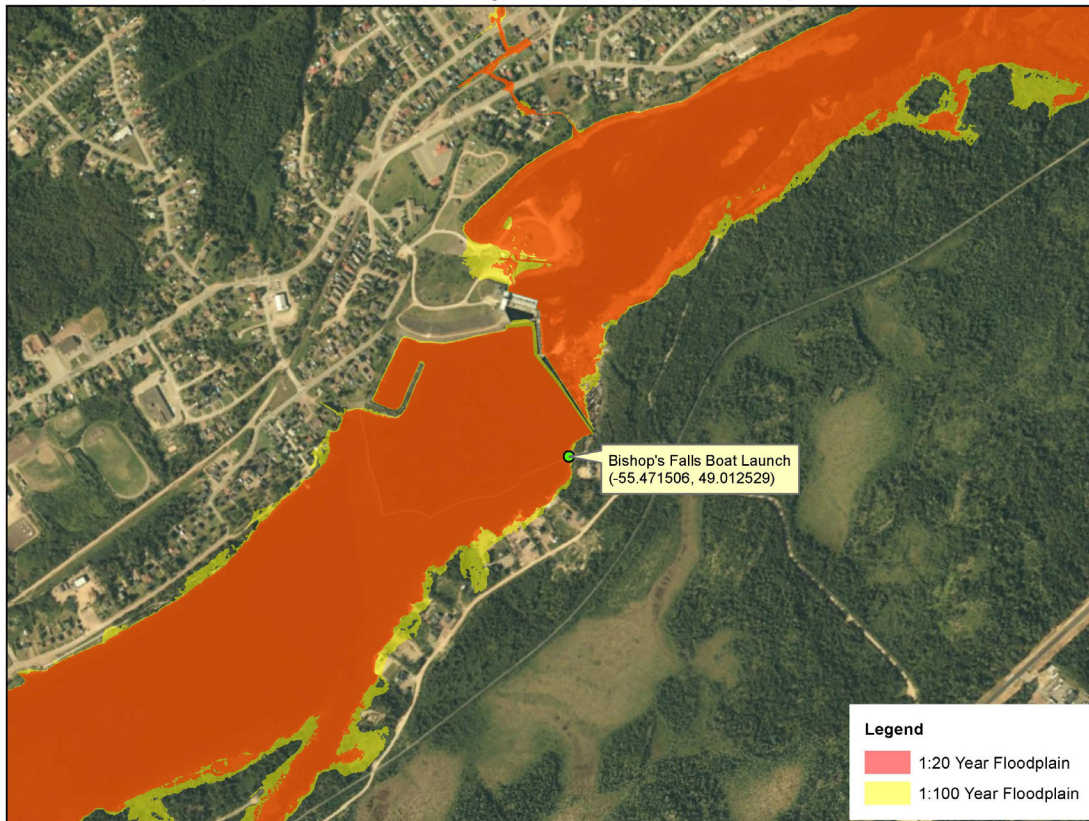 Bishop's Falls Boat Launch
(-55.471506, 49.012529)
Legend
1:20 Year Floodplain
1:100 Year Floodplain